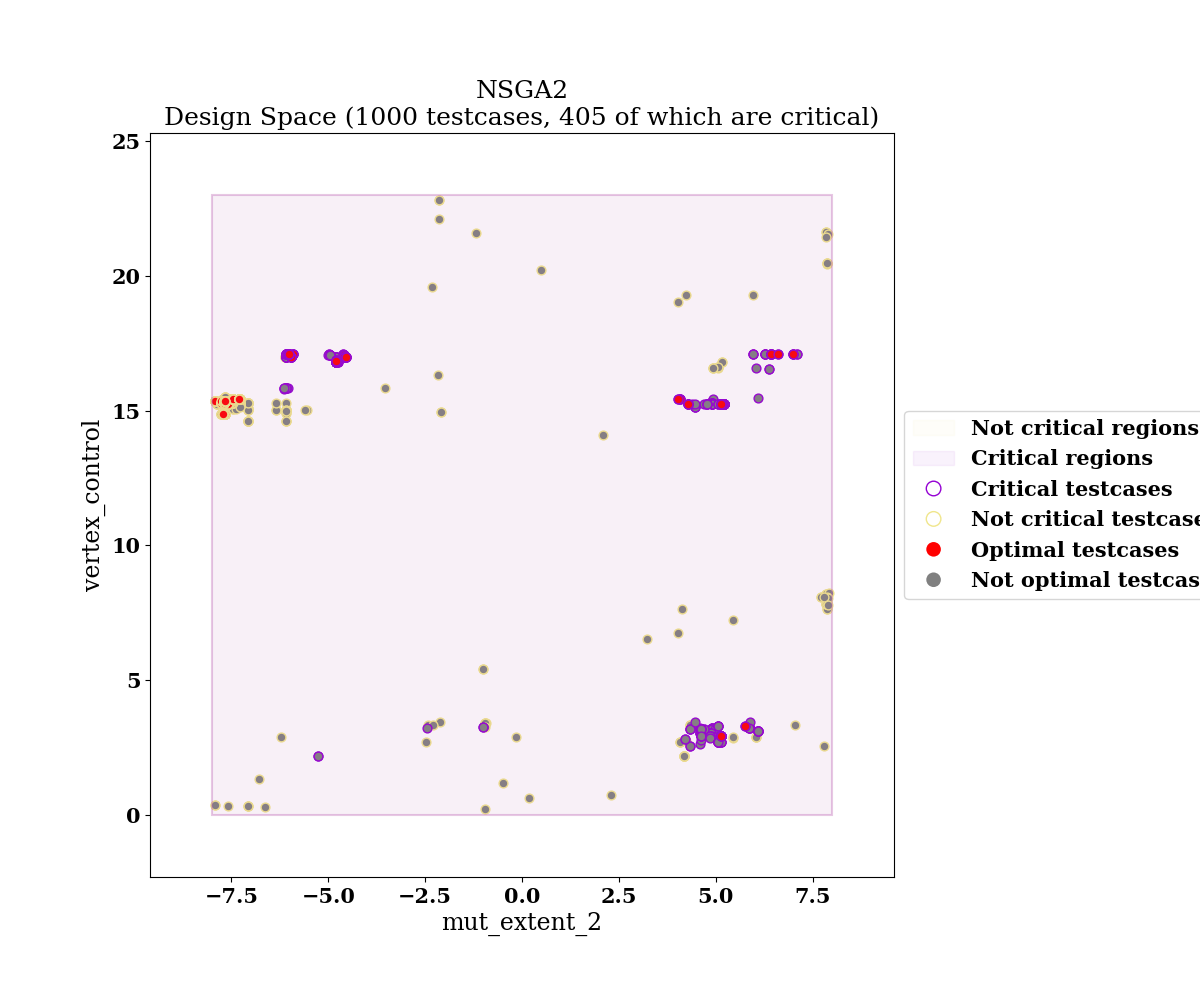 NSGA2
Design Space (1000 testcases, 405 of which are critical)
25
20
15
10
5
0
vertex_control
−7.5
−5.0
−2.5
0.0
2.5
5.0
7.5
mut_extent_2
Not critical regions
Critical regions
Critical testcases
Not critical testcase
Optimal testcases
Not optimal testcas